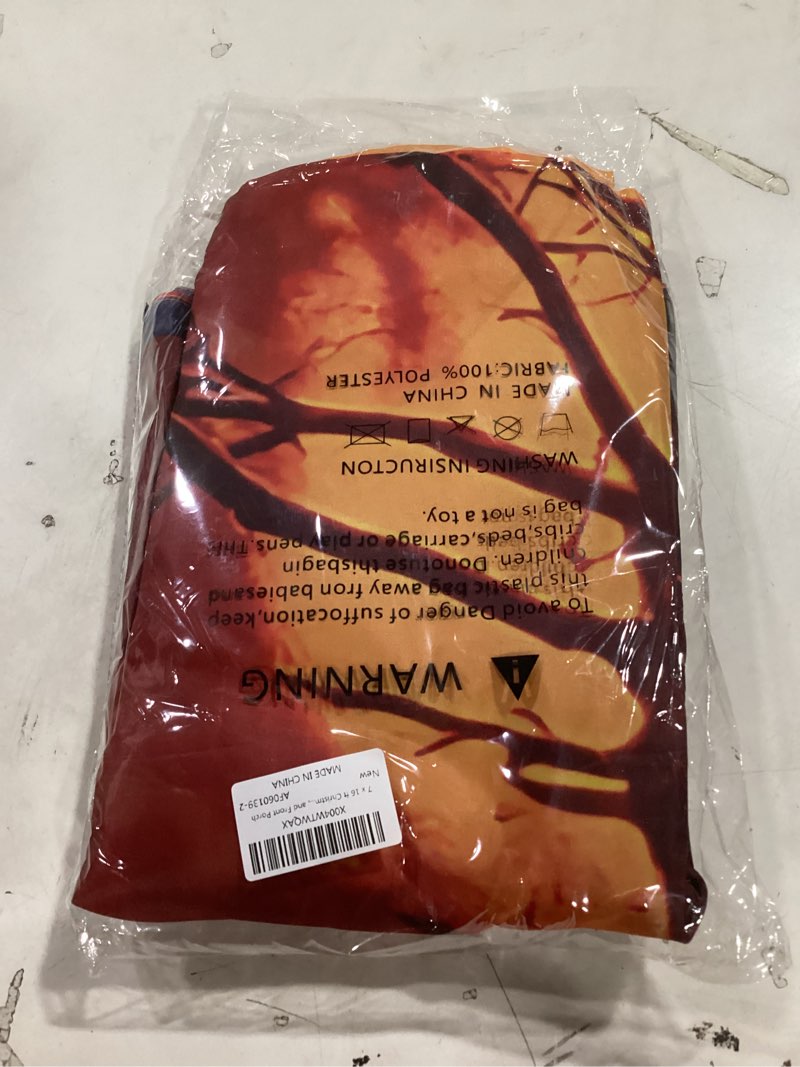 WARNING
To avoid Danger of suffocation,keep
this plastic bag away fron babiesand
children. Donotuse thisbagin
cribs,beds,carriage or play pens.This
bag is not a toy.
WASHING INSIRUCTON
MADE IN CHINA
FABRIC:100% POLYESTER
X004WTWQAX
7 x 16 ft Christm... and Front Porch
AF060139-2
New
MADE IN CHINA